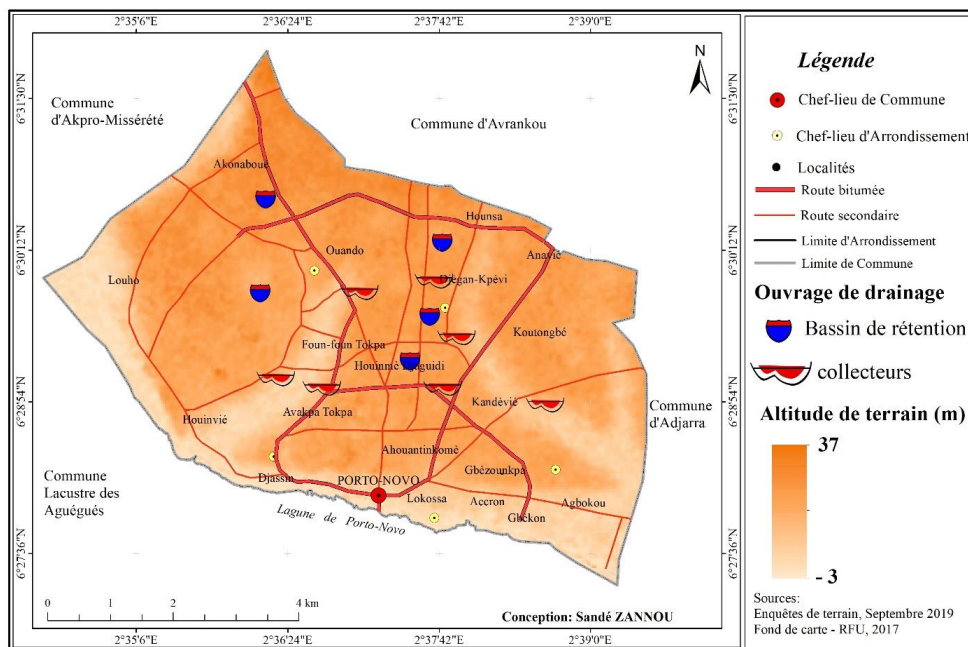 2°35'6"E
2°36'24"E
2°37'42"E
2°39'0"E
6°31'30"N
6°30'12"N
6°28'54"N
6°27'36"N
6°31'30"N
6°30'12"N
6°28'54"N
6°27'36"N
N
Commune
d'Akpro-Missérété
Commune d'Avrankou
Akonaboué
Hounsa
Ouando
Anavié
Louho
Djègan-Kpévi
Koutongbé
Foun-foun Tokpa
Houinmè
Kandévié
Commune
d'Adjarra
Houinvié
Avakpa Tokpa
Ahouantinkomè
Gbèzounkpa
Commune
Lacustre des
Aguégués
Djassin
PORTO-NOVO
Lokossa
Accron
Agbokou
Gbékon
Lagune de Porto-Novo
0 1 2 4 km
Conception: Sandé ZANNOU
2°35'6"E
2°36'24"E
2°37'42"E
2°39'0"E
Légende
Chef-lieu de Commune
Chef-lieu d'Arrondissement
Localités
Route bitumée
Route secondaire
Limite d'Arrondissement
Limite de Commune
Ouvrage de drainage
Bassin de rétention
collecteurs
Altitude de terrain (m)
37
- 3
Sources:
Enquêtes de terrain, Septembre 2019
Fond de carte - RFU, 2017